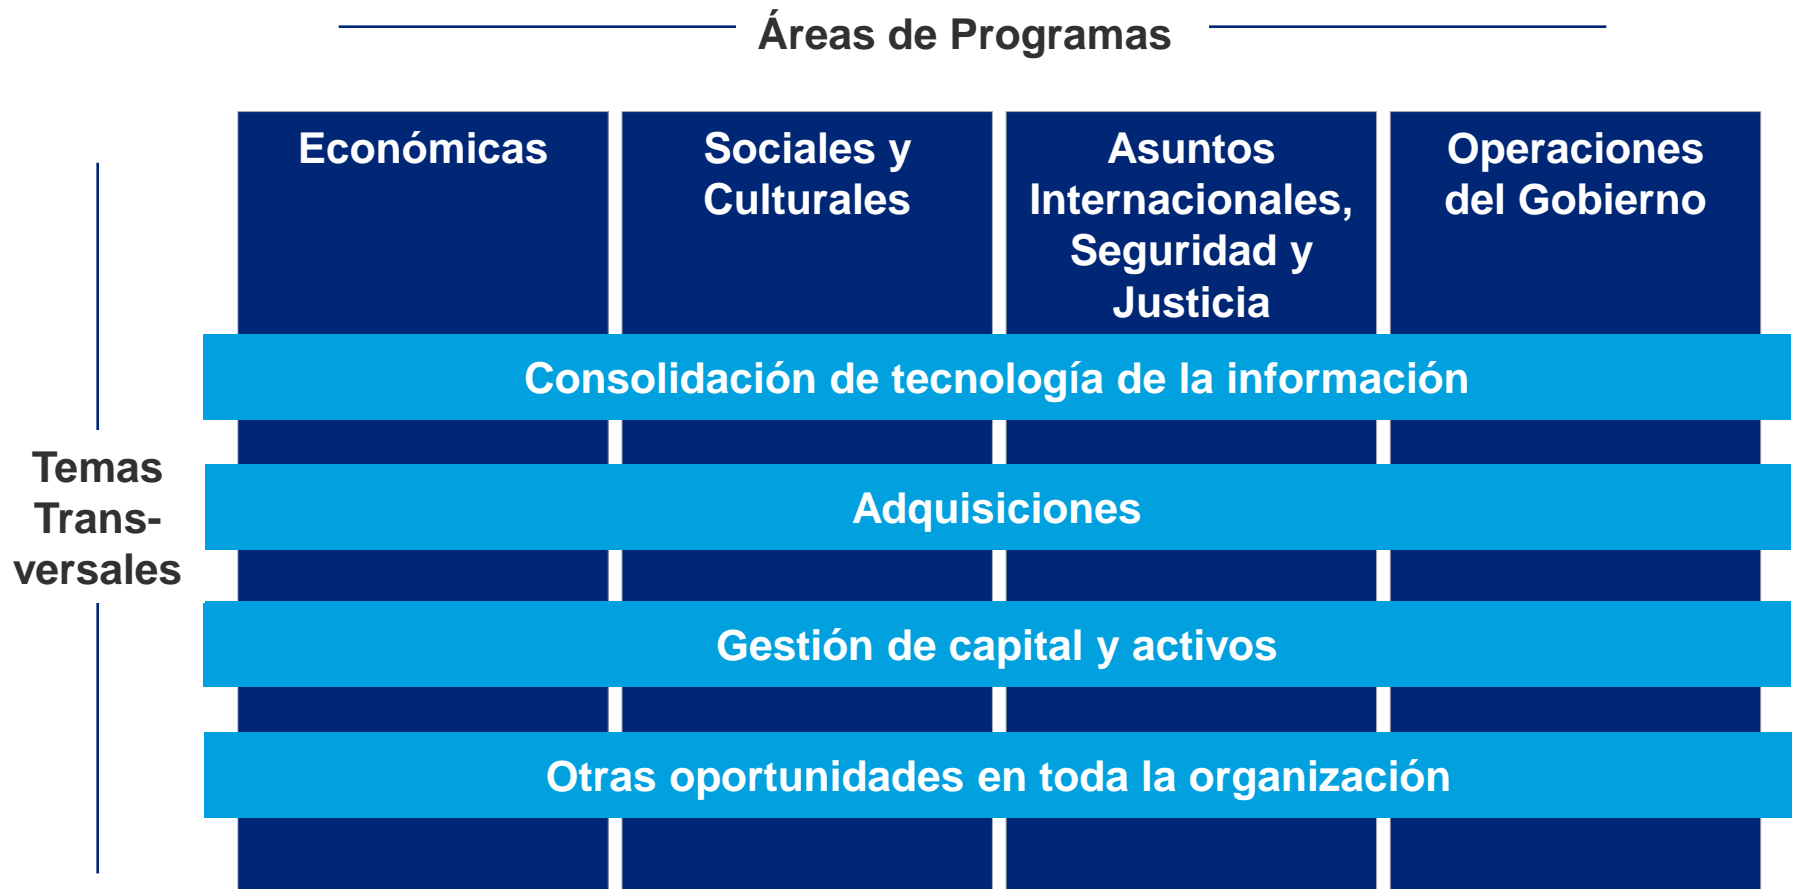 Áreas de Programas
Económicas
Sociales y
Culturales
Asuntos
Internacionales,
Seguridad y
Justicia
Operaciones
del Gobierno
Temas
Trans-
versales
Consolidación de tecnología de la información
Adquisiciones
Gestión de capital y activos
Otras oportunidades en toda la organización